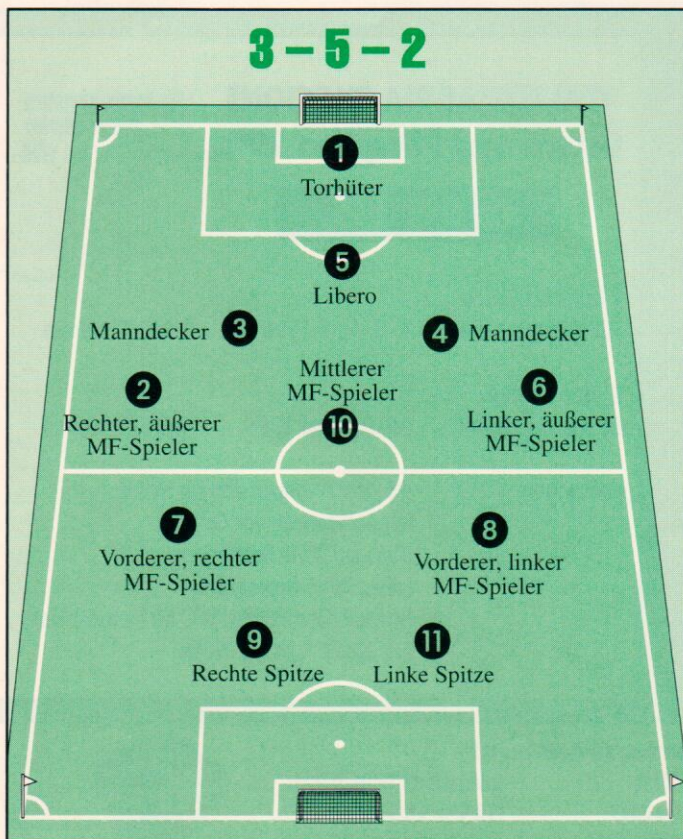 3 – 5 – 2
1
Torhüter
5
Libero
Manndecker 3
4 Manndecker
Mittlerer
MF-Spieler
10
2
Rechter, äußerer
MF-Spieler
6
Linker, äußerer
MF-Spieler
7
Vorderer, rechter
MF-Spieler
8
Vorderer, linker
MF-Spieler
9
Rechte Spitze
11
Linke Spitze